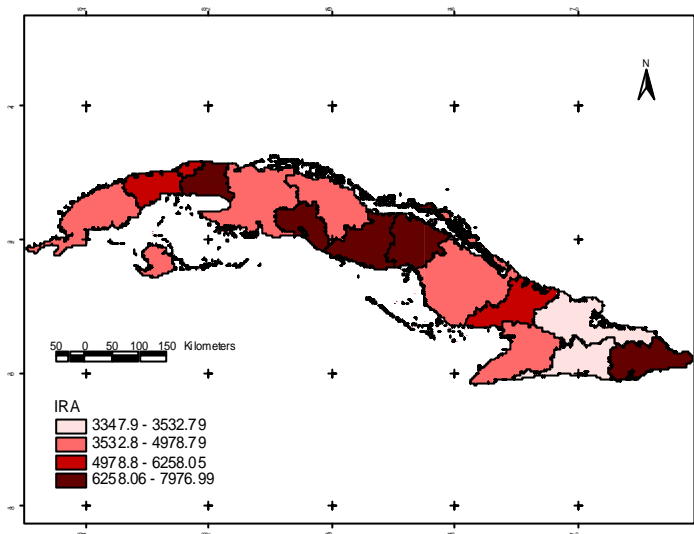 N
50 0 50 100 150 Kilometers
IRA
3347.9 - 3532.79
3532.8 - 4978.79
4978.8 - 6258.05
6258.06 - 7976.99